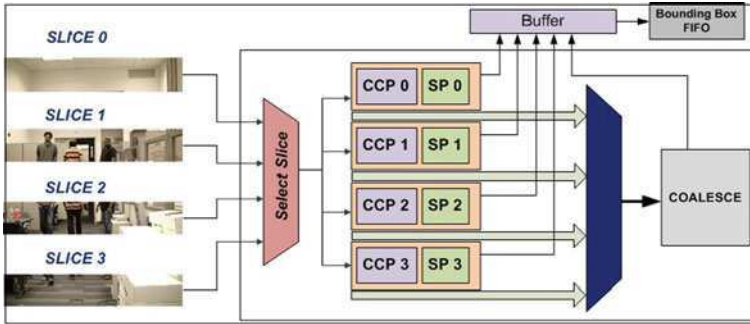 SLICE 0
SLICE 1
SLICE 2
SLICE 3
Select Slice
CCP 0 SP 0
CCP 1 SP 1
CCP 2 SP 2
CCP 3 SP 3
Buffer
Bounding Box
FIFO
COALESCE